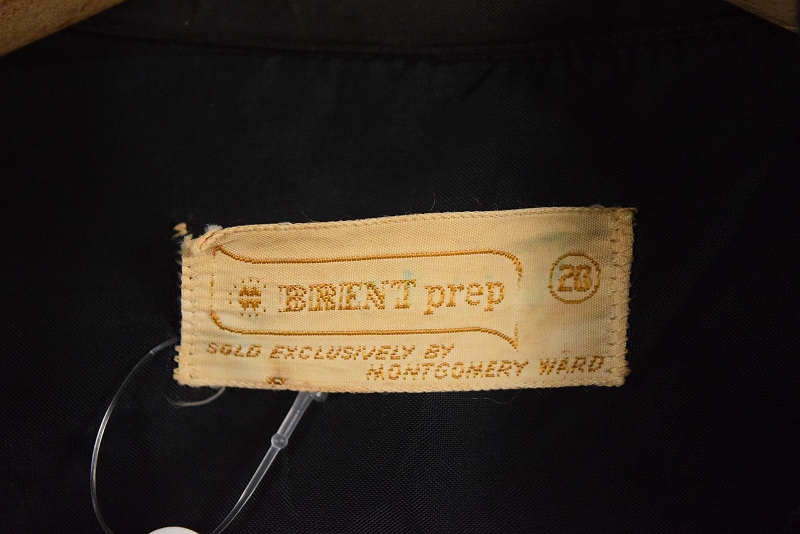 BRENT prep
20
SOLD EXCLUSIVELY BY
MONTGOMERY WARD